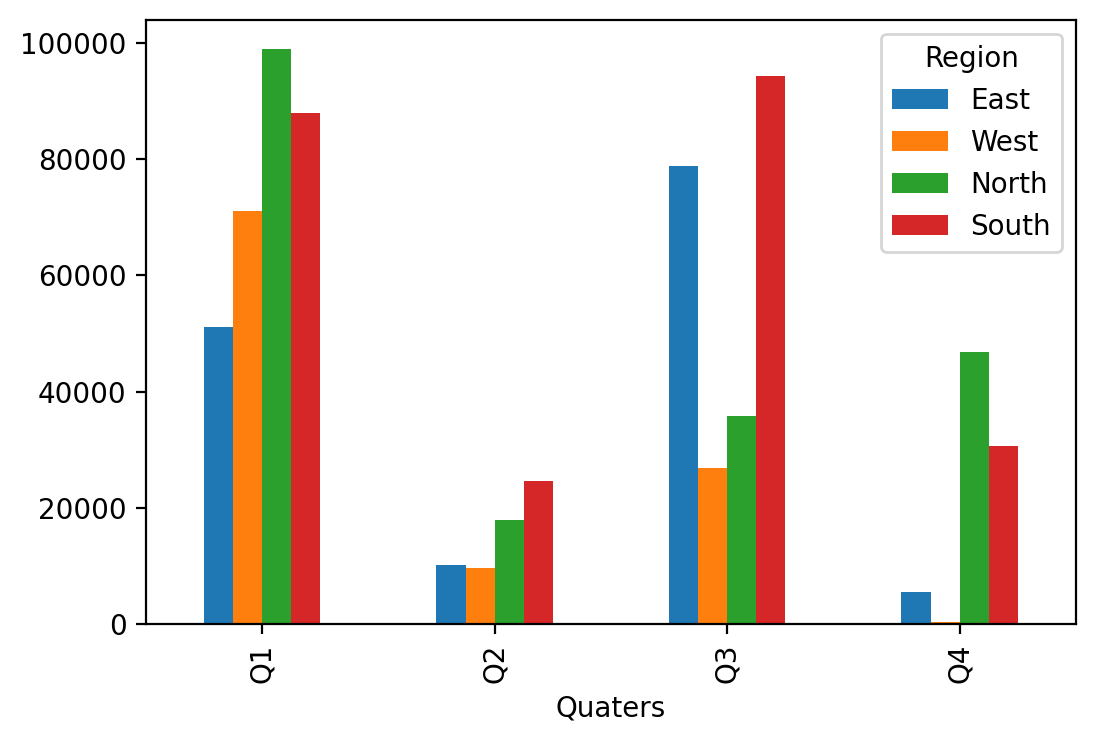 100000
80000
60000
40000
20000
0
Region
East
West
North
South
Q1
Q2
Q3
Q4
Quaters